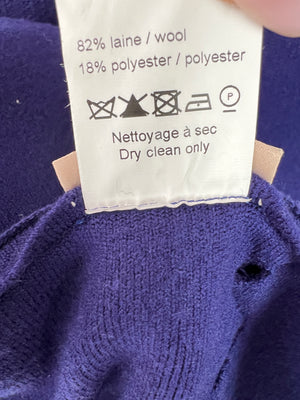 82% laine / wool
18% polyester / polyester
P
Nettoyage à sec
Dry clean only